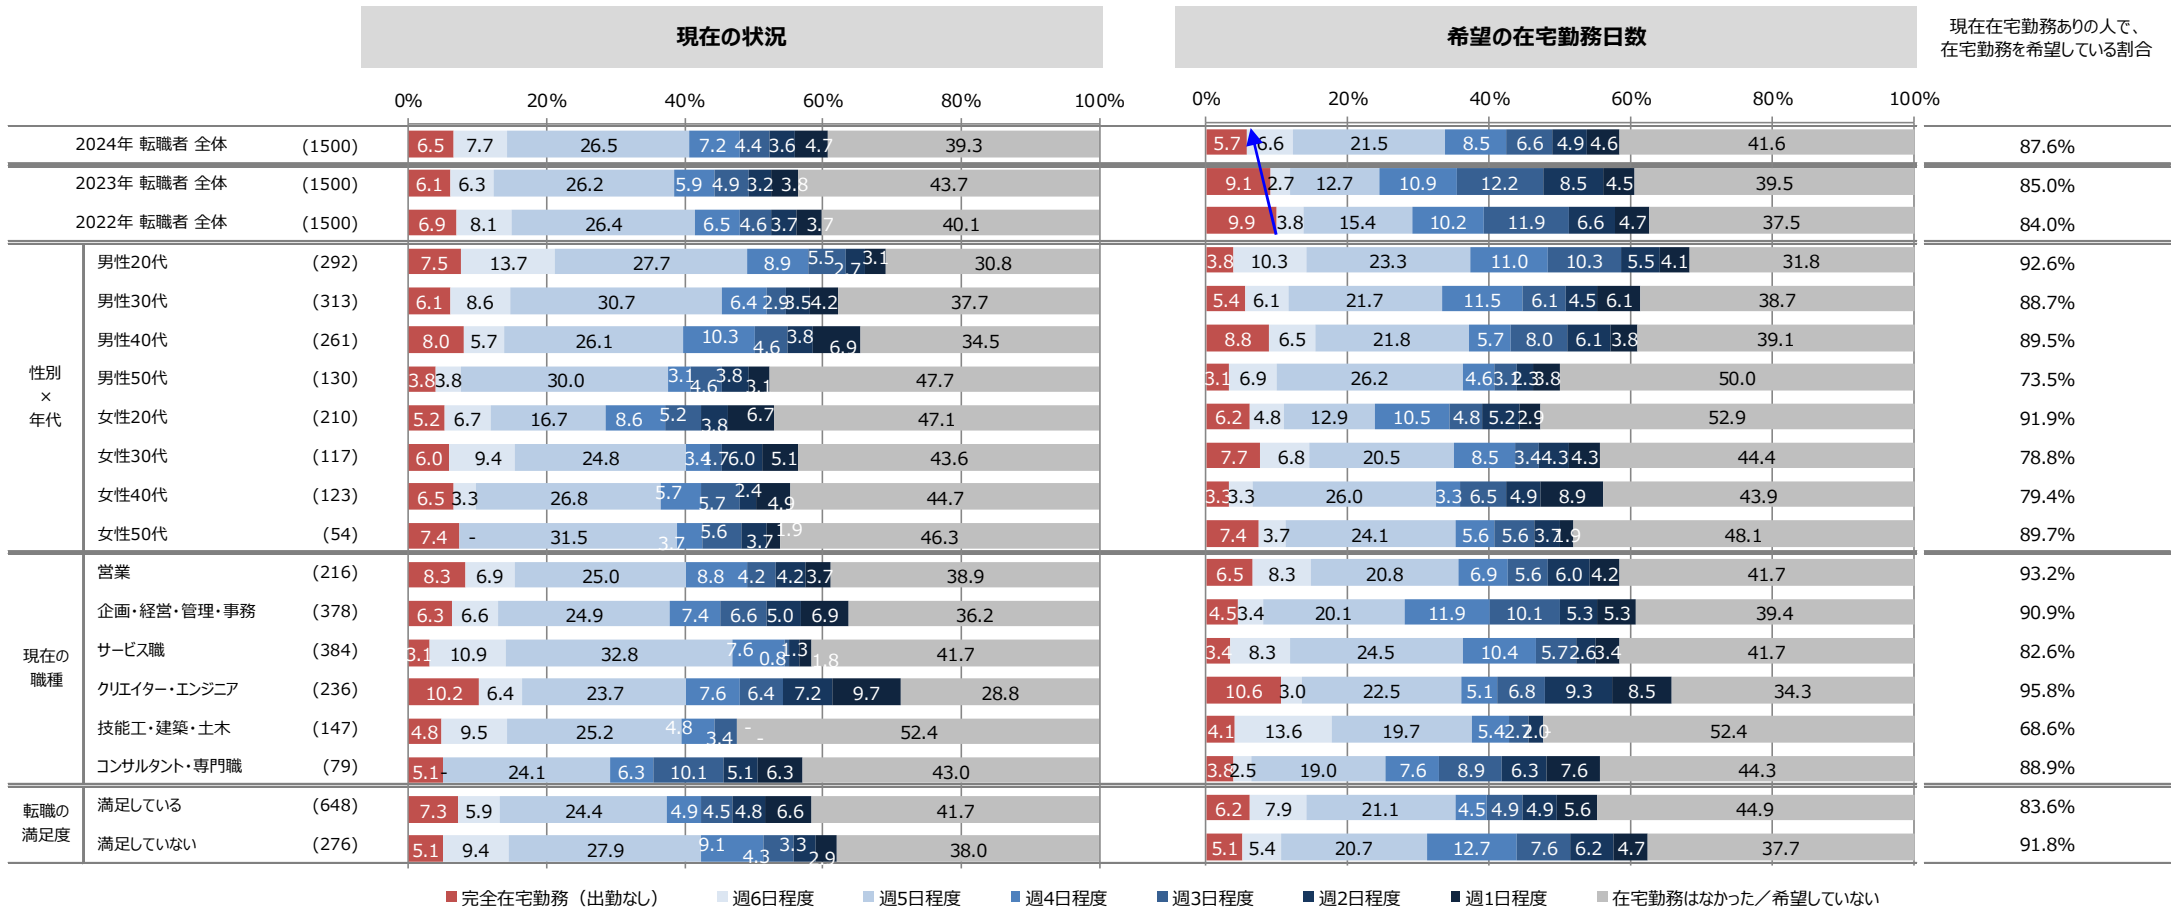 現在の状況
希望の在宅勤務日数
現在在宅勤務ありの人で、
在宅勤務を希望している割合
0% 20% 40% 60% 80% 100%
0% 20% 40% 60% 80% 100%
2024年 転職者 全体 (1500) 6.5 7.7 26.5 7.2 4.4 3.6 4.7 39.3 5.7 6.6 21.5 8.5 6.6 4.9 4.6 41.6 87.6%
2023年 転職者 全体 (1500) 6.1 6.3 26.2 5.9 4.9 3.2 3.8 43.7 9.1 2.7 12.7 10.9 12.2 8.5 4.5 39.5 85.0%
2022年 転職者 全体 (1500) 6.9 8.1 26.4 6.5 4.6 3.7 3.7 40.1 9.9 3.8 15.4 10.2 11.9 6.6 4.7 37.5 84.0%
性別
×
年代
男性20代 (292) 7.5 13.7 27.7 8.9 5.5 2.7 3.1 30.8 3.8 10.3 23.3 11.0 10.3 5.5 4.1 31.8 92.6%
男性30代 (313) 6.1 8.6 30.7 6.4 2.9 3.5 4.2 37.7 5.4 6.1 21.7 11.5 6.1 4.5 6.1 38.7 88.7%
男性40代 (261) 8.0 5.7 26.1 10.3 4.6 3.8 6.9 34.5 8.8 6.5 21.8 5.7 8.0 6.1 3.8 39.1 89.5%
男性50代 (130) 3.8 3.8 30.0 3.1 4.6 3.8 3.1 47.7 3.1 6.9 26.2 4.6 3.1 2.3 3.8 50.0 73.5%
女性20代 (210) 5.2 6.7 16.7 8.6 5.2 3.8 6.7 47.1 6.2 4.8 12.9 10.5 4.8 5.2 2.9 52.9 91.9%
女性30代 (117) 6.0 9.4 24.8 3.4 1.7 6.0 5.1 43.6 7.7 6.8 20.5 8.5 3.4 4.3 4.3 44.4 78.8%
女性40代 (123) 6.5 3.3 26.8 5.7 5.7 2.4 4.9 44.7 3.3 3.3 26.0 3.3 6.5 4.9 8.9 43.9 79.4%
女性50代 (54) 7.4 - 31.5 3.7 5.6 3.7 1.9 46.3 7.4 3.7 24.1 5.6 5.6 3.7 1.9 48.1 89.7%
現在の
職種
営業 (216) 8.3 6.9 25.0 8.8 4.2 4.2 3.7 38.9 6.5 8.3 20.8 6.9 5.6 6.0 4.2 41.7 93.2%
企画・経営・管理・事務 (378) 6.3 6.6 24.9 7.4 6.6 5.0 6.9 36.2 4.5 3.4 20.1 11.9 10.1 5.3 5.3 39.4 90.9%
サービス職 (384) 3.1 10.9 32.8 7.6 0.8 1.3 1.8 41.7 3.4 8.3 24.5 10.4 5.7 2.6 3.4 41.7 82.6%
クリエイター・エンジニア (236) 10.2 6.4 23.7 7.6 6.4 7.2 9.7 28.8 10.6 3.0 22.5 5.1 6.8 9.3 8.5 34.3 95.8%
技能工・建築・土木 (147) 4.8 9.5 25.2 4.8 3.4 - - 52.4 4.1 13.6 19.7 5.4 2.7 2.0 - 52.4 68.6%
コンサルタント・専門職 (79) 5.1 - 24.1 6.3 10.1 5.1 6.3 43.0 3.8 2.5 19.0 7.6 8.9 6.3 7.6 44.3 88.9%
転職の
満足度
満足している (648) 7.3 5.9 24.4 4.9 4.5 4.8 6.6 41.7 6.2 7.9 21.1 4.5 4.9 4.9 5.6 44.9 83.6%
満足していない (276) 5.1 9.4 27.9 9.1 4.3 3.3 2.9 38.0 5.1 5.4 20.7 12.7 7.6 6.2 4.7 37.7 91.8%
完全在宅勤務（出勤なし） 週6日程度 週5日程度 週4日程度 週3日程度 週2日程度 週1日程度 在宅勤務はなかった／希望していない